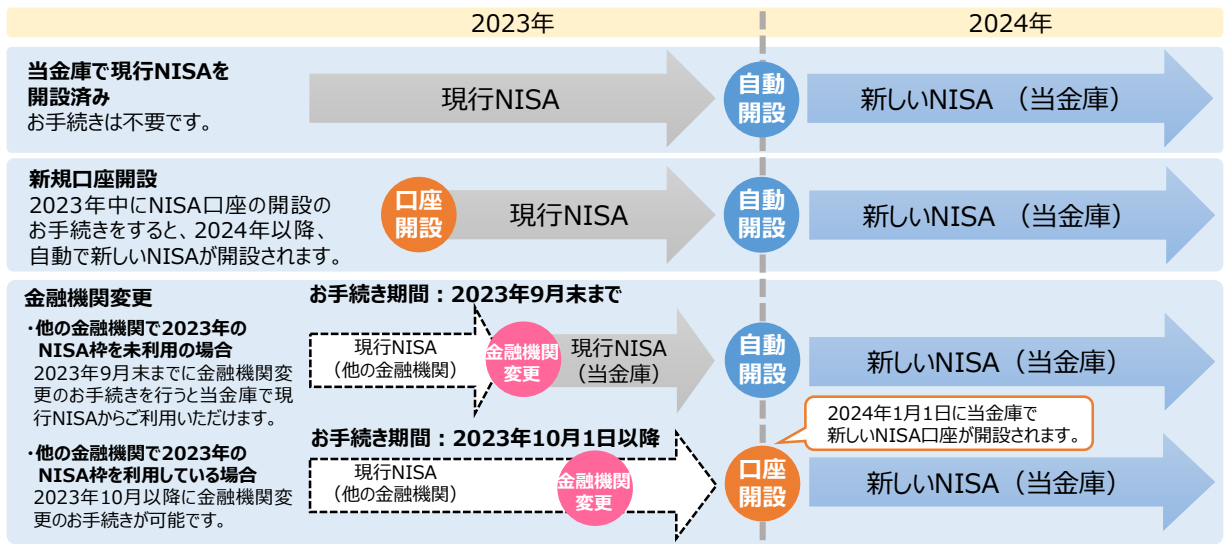 2023年
2024年
当金庫で現行NISAを
開設済み
お手続きは不要です。
現行NISA
自動
開設
新しいNISA （当金庫）
新規口座開設
2023年中にNISA口座の開設の
お手続きをすると、2024年以降、
自動で新しいNISAが開設されます。
口座
開設
現行NISA
自動
開設
新しいNISA （当金庫）
金融機関変更
・他の金融機関で2023年の
NISA枠を未利用の場合
2023年9月末までに金融機関変
更のお手続きを行うと当金庫で現
行NISAからご利用いただけます。
お手続き期間：2023年9月末まで
現行NISA
（他の金融機関）
金融機関
変更
現行NISA
（当金庫）
自動
開設
新しいNISA（当金庫）
・他の金融機関で2023年の
NISA枠を利用している場合
2023年10月以降に金融機関変
更のお手続きが可能です。
お手続き期間：2023年10月1日以降
現行NISA
（他の金融機関）
金融機関
変更
口座
開設
2024年1月1日に当金庫で
新しいNISA口座が開設されます。
新しいNISA（当金庫）